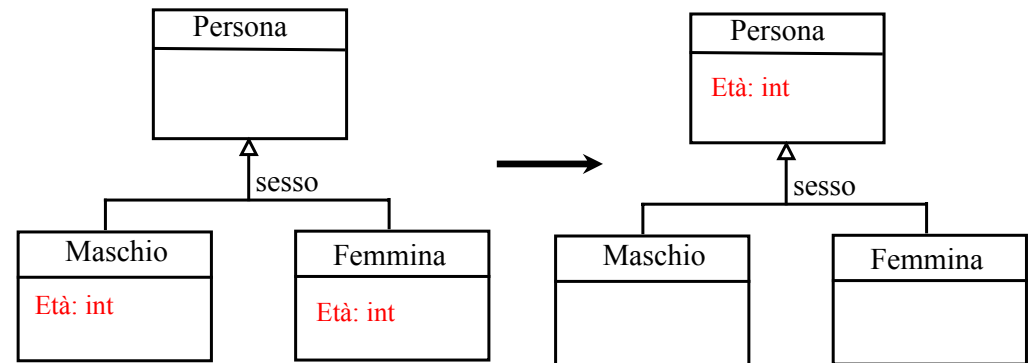 Persona
sesso
Maschio
Età: int
Femmina
Età: int
Persona
Età: int
sesso
Maschio
Femmina